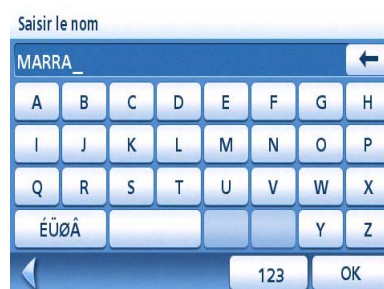 Saisir le nom
MARRA_
A B C D E F G H
I J K L M N O P
Q R S T U V W X
ÉÜØÂ Y Z
123 OK